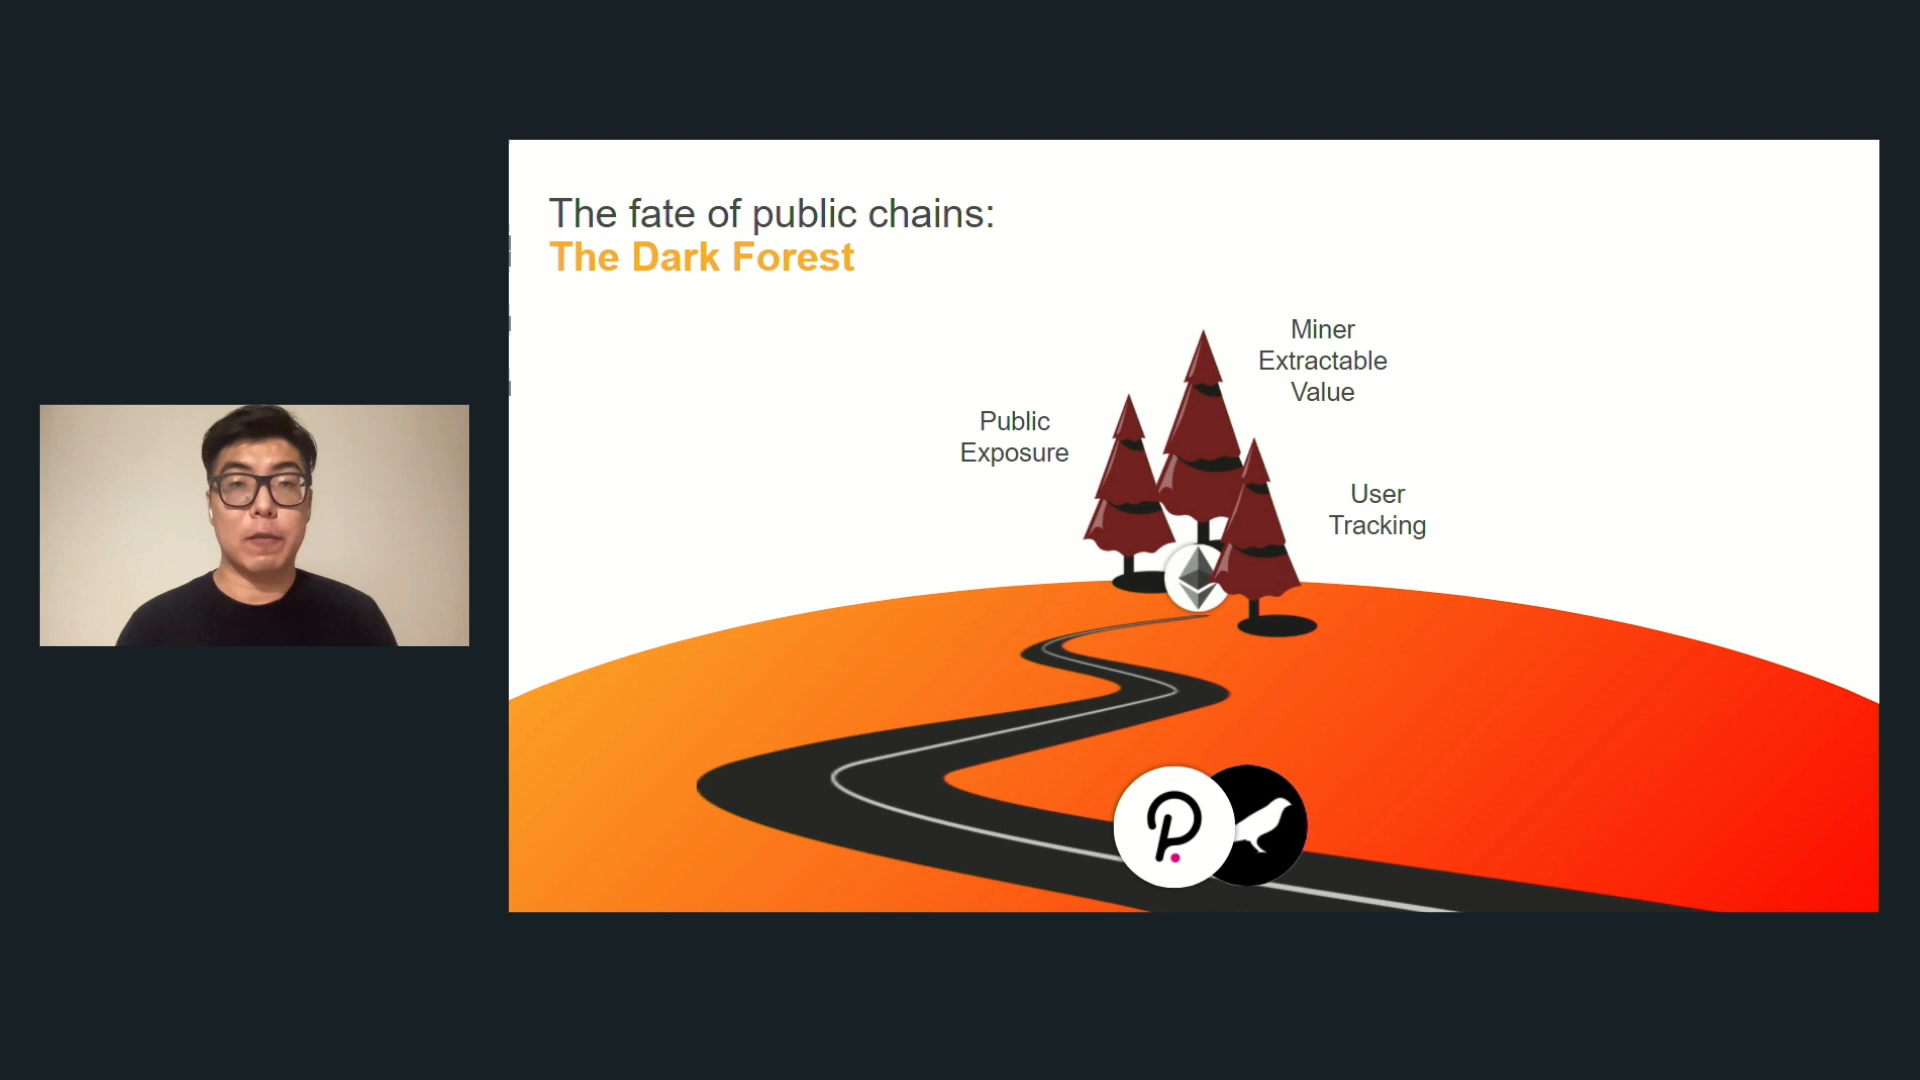 The fate of public chains:
The Dark Forest
Miner
Extractable
Value
Public
Exposure
User
Tracking